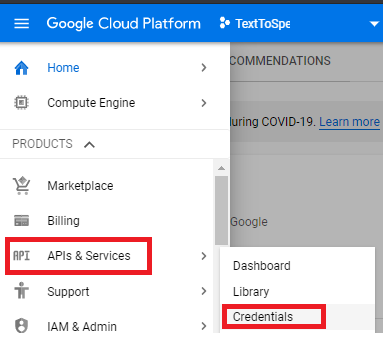 Google Cloud Platform TextToSpe
Home
COMMENDATIONS
Compute Engine
PRODUCTS
during COVID-19. Learn more
Marketplace
Billing
Google
API APIs & Services
Dashboard
Support
Library
IAM & Admin
Credentials